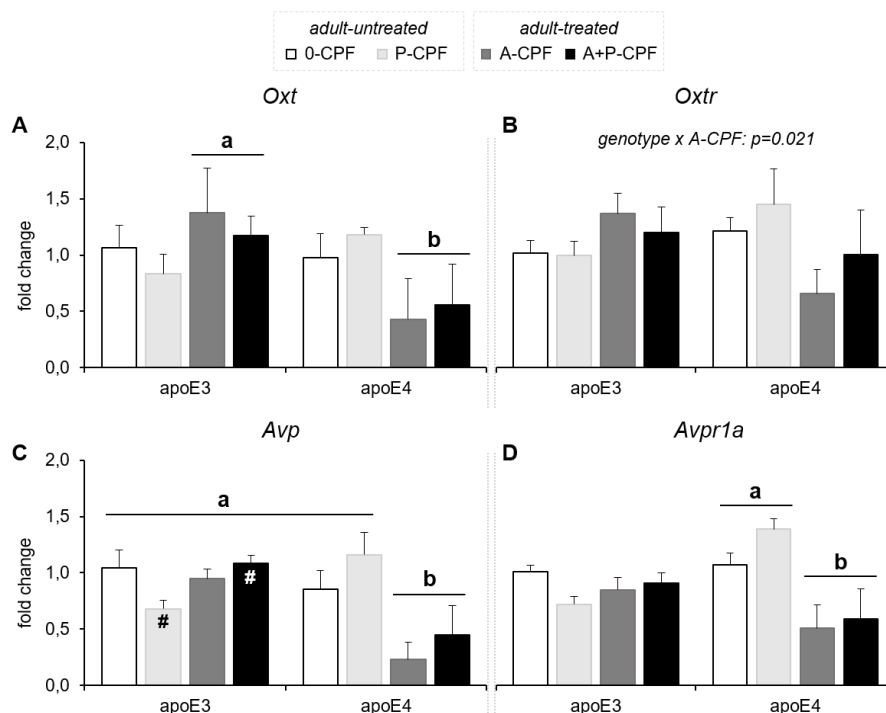 adult-untreated adult-treated
0-CPF P-CPF A-CPF A+P-CPF
Oxt Oxtr
A B
2,0
a
genotype x A-CPF: p=0.021
1,5
b
fold change
1,0
0,5
0,0
apoE3 apoE4 apoE3 apoE4
Avp Avpr1a
C D
2,0
a a
1,5
b b
fold change
1,0
#
#
0,5
0,0
apoE3 apoE4 apoE3 apoE4